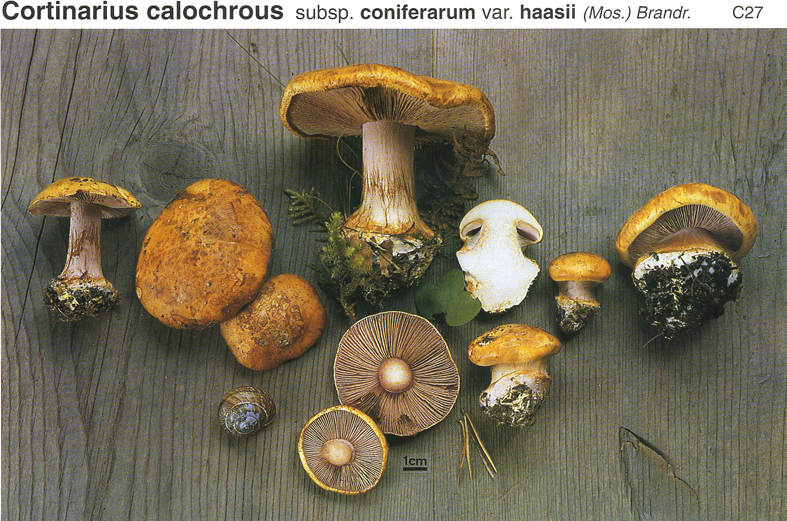 Cortinarius calochrous subsp. coniferarum var. haasii (Mos.) Brandr. C27
1cm